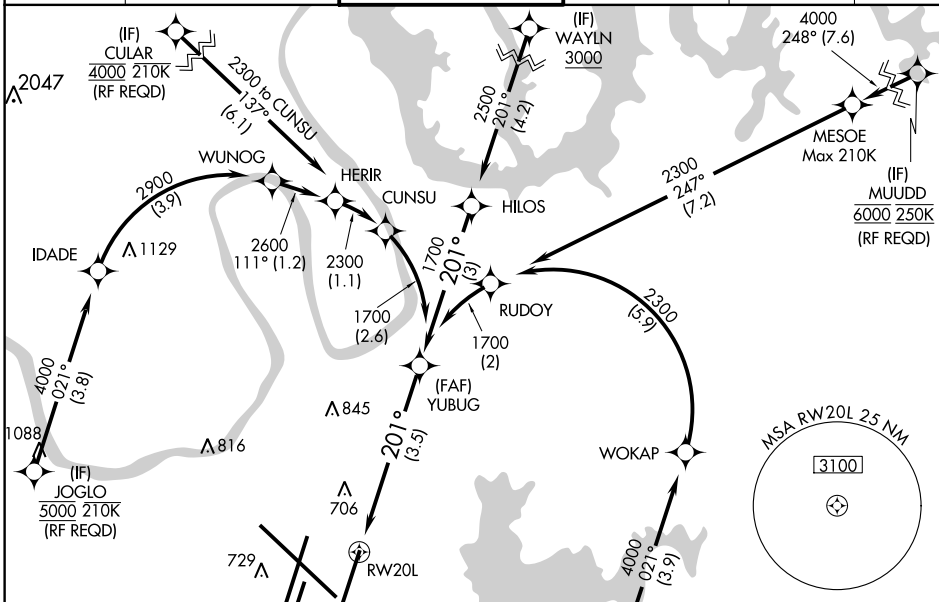 (IF)
CULAR
4000 210K
(RF REQD)
2047
2300 to CUNSU
137°
(6.1)
(IF)
WAYLN
3000
2500
201°
(4.2)
4000
248° (7.6)
MESOE
Max 210K
(IF)
MUUDD
6000 250K
(RF REQD)
2300
247°
(7.2)
WUNOG
HERIR
CUNSU
HILOS
2900
(3.9)
IDADE
1129
2600
111° (1.2)
2300
(1.1)
1700
201°
(3)
RUDOY
1700
(2.6)
1700
(2)
2300
(5.9)
4000
021°
(3.8)
(FAF)
YUBUG
845
201°
(3.5)
1088
816
(IF)
JOGLO
5000 210K
(RF REQD)
WOKAP
MSA RW20L 25 NM
3100
706
729
RW20L
4000
021°
(3.9)